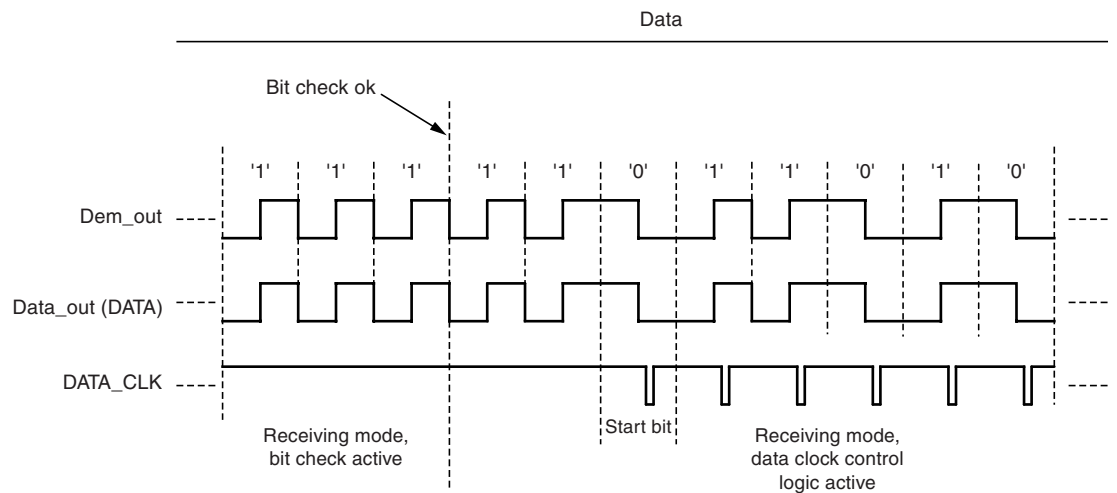 Data
Bit check ok
'1' '1' '1' '1' '1' '0' '1' '1' '0' '1' '0'
Dem_out
Data_out (DATA)
DATA_CLK
Start bit
Receiving mode,
bit check active
Receiving mode,
data clock control
logic active